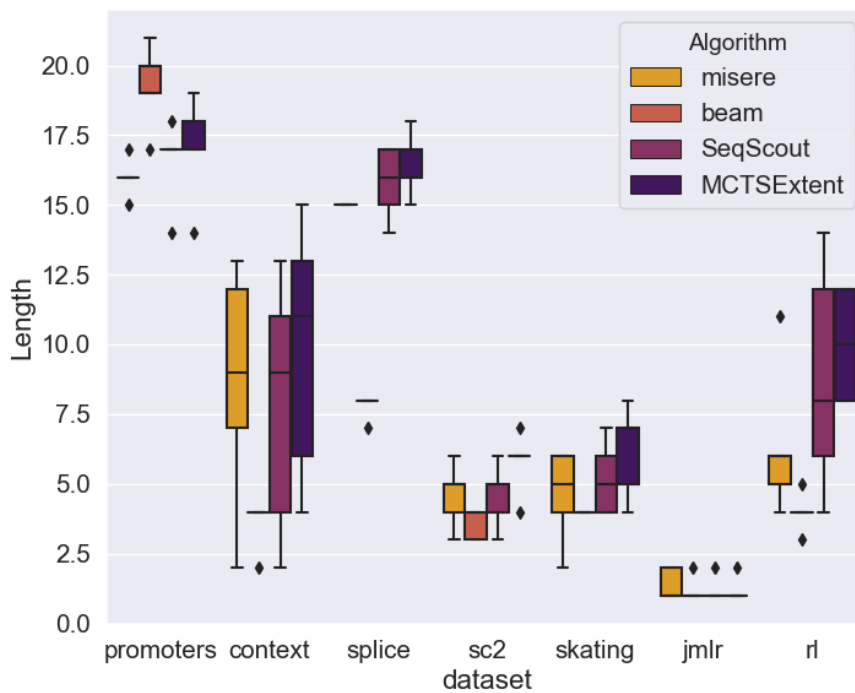 Length
20.0
17.5
15.0
12.5
10.0
7.5
5.0
2.5
0.0
promoters context splice sc2 skating jmlr rl
dataset
Algorithm
misere
beam
SeqScout
MCTSExtent